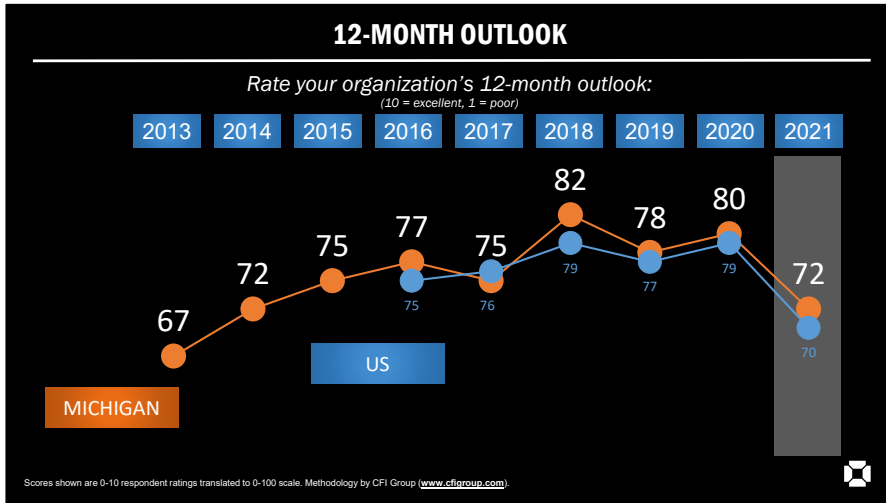 12-MONTH OUTLOOK
Rate your organization's 12-month outlook:
(10 = excellent, 1 = poor)
2013 2014 2015 2016 2017 2018 2019 2020 2021
67 72 75 77 75 82 78 80 72
75 76 79 77 79 70
US
MICHIGAN
Scores shown are 0-10 respondent ratings translated to 0-100 scale. Methodology by CFI Group (www.cfigroup.com).